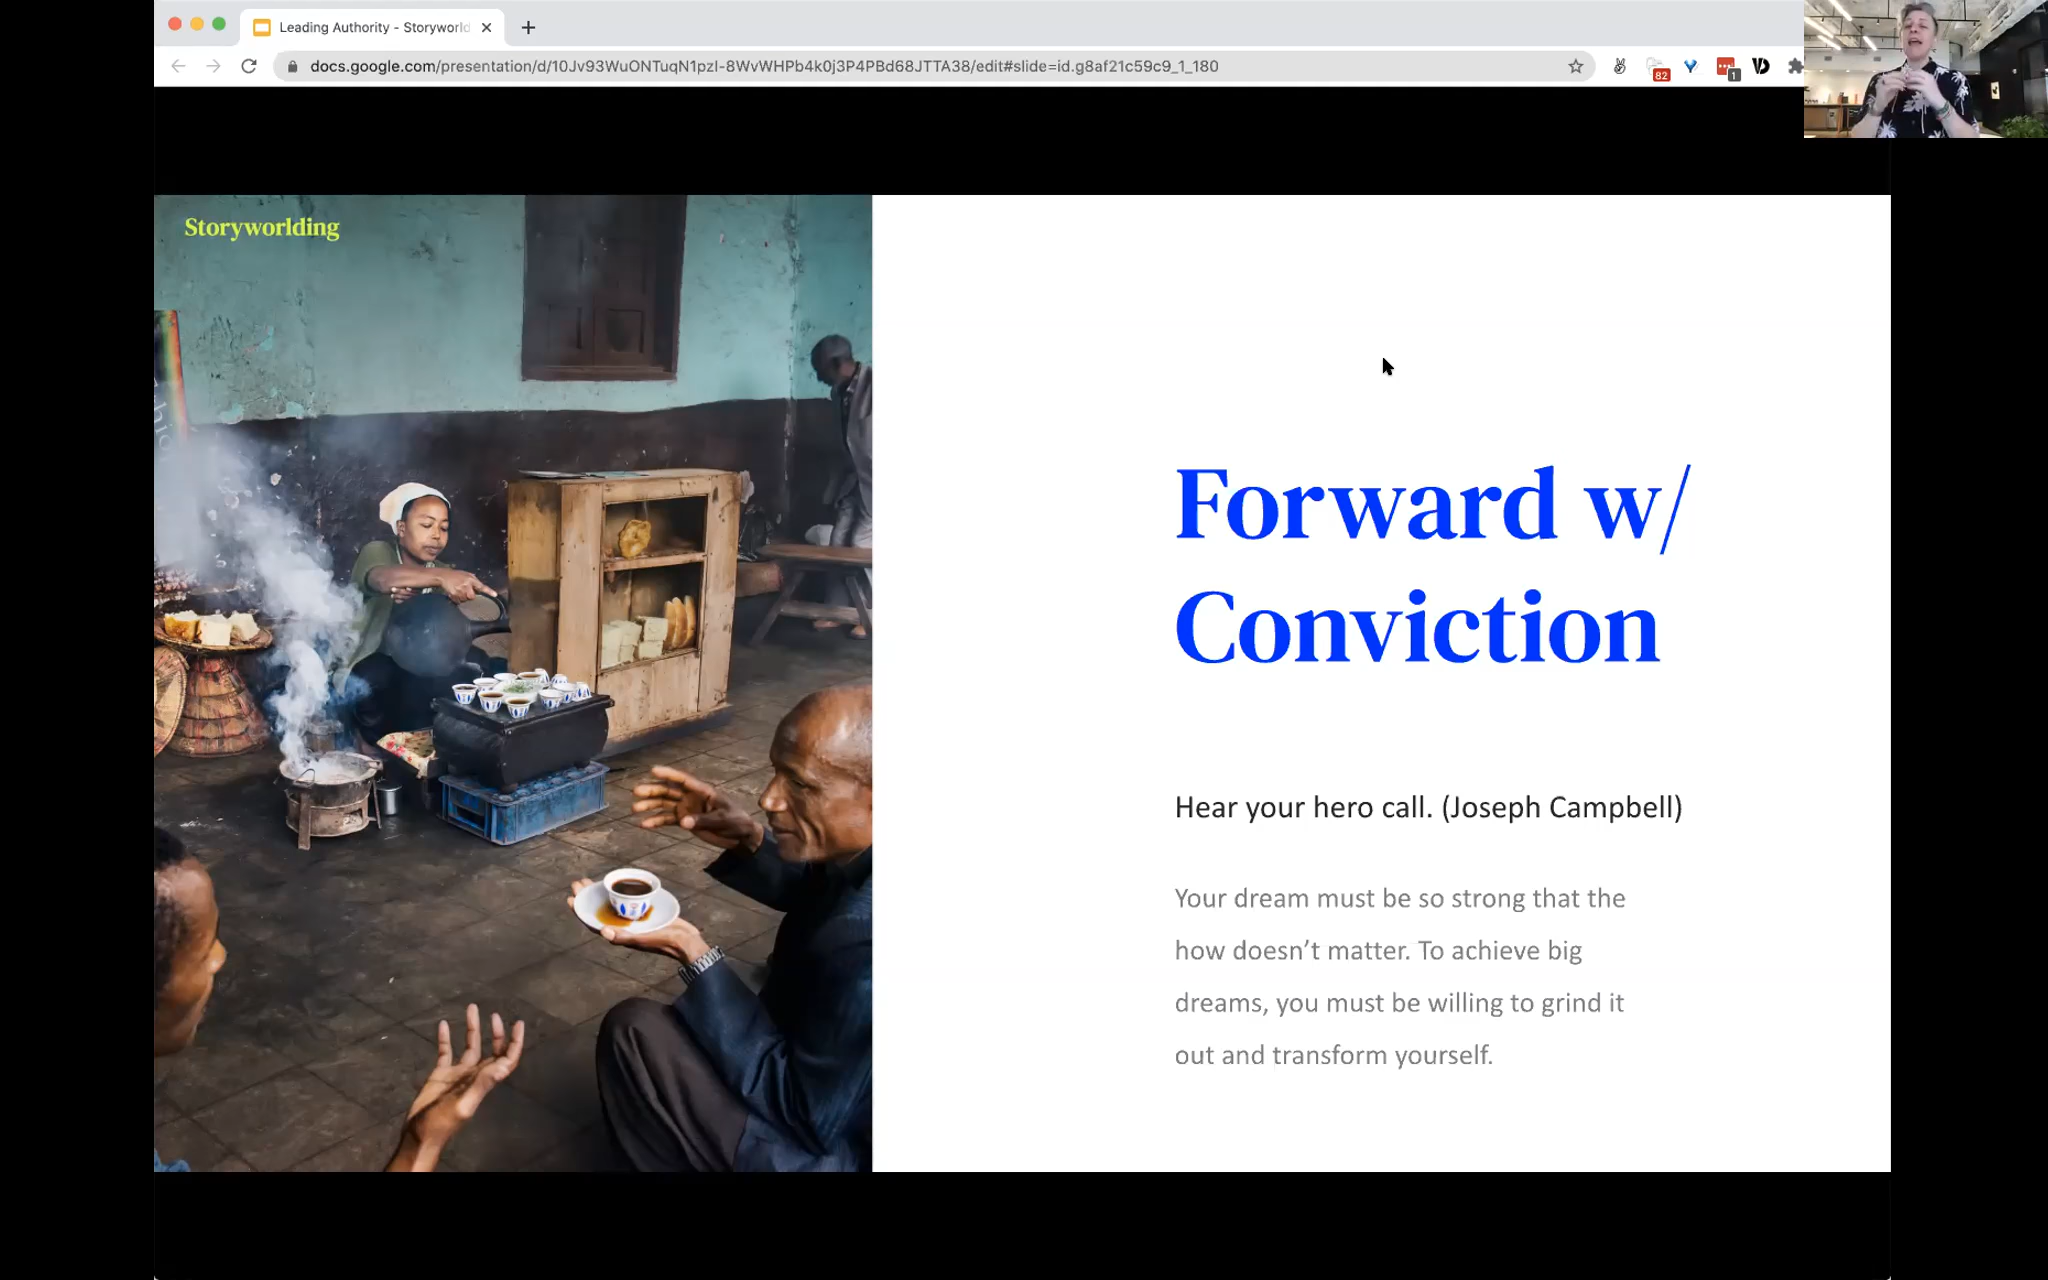 Leading Authority - Storyworld
docs.google.com/presentation/d/10Jv93WuONTuqN1pzI-8WvWHPb4k0j3P4PBd68JTTA38/edit#slide=id.g8af21c59c9_1_180
82
1
Storyworlding
Forward w/
Conviction
Hear your hero call. (Joseph Campbell)
Your dream must be so strong that the
how doesn’t matter. To achieve big
dreams, you must be willing to grind it
out and transform yourself.